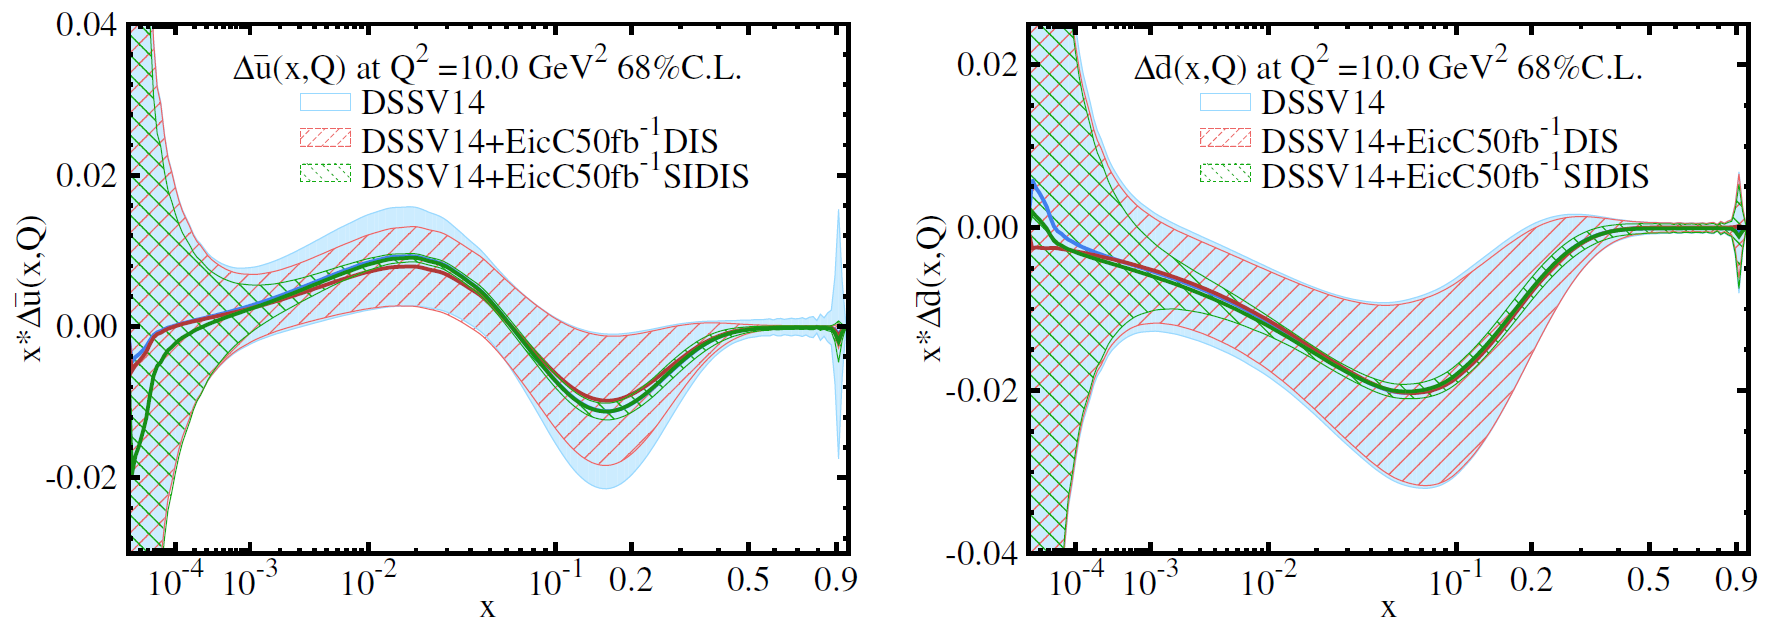 Δu̅(x,Q) at Q² =10.0 GeV² 68%C.L.
DSSV14
DSSV14+EicC50fb⁻¹DIS
DSSV14+EicC50fb⁻¹SIDIS
x*Δu̅(x,Q)
0.04
0.02
0.00
-0.02
10⁻⁴ 10⁻³ 10⁻² 10⁻¹ 0.2 0.5 0.9
x
Δd̅(x,Q) at Q² =10.0 GeV² 68%C.L.
DSSV14
DSSV14+EicC50fb⁻¹DIS
DSSV14+EicC50fb⁻¹SIDIS
x*Δd̅(x,Q)
0.02
0.00
-0.02
-0.04
10⁻⁴ 10⁻³ 10⁻² 10⁻¹ 0.2 0.5 0.9
x